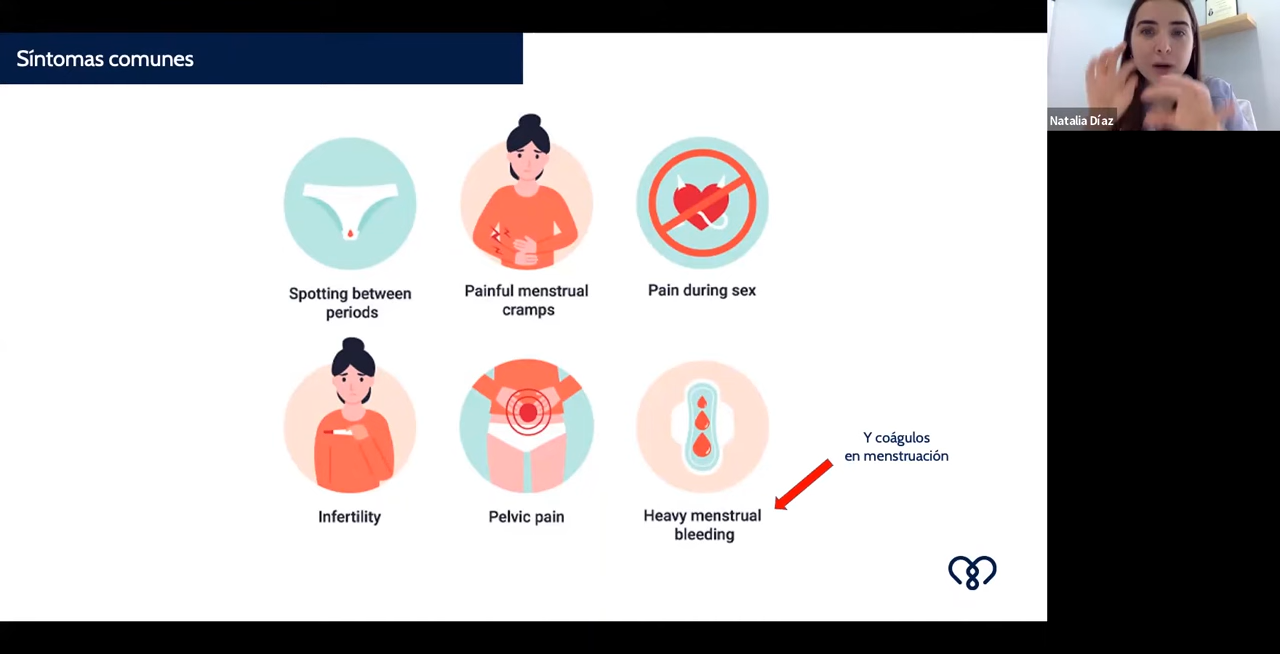 Síntomas comunes
Natalia Díaz
Spotting between
periods
Painful menstrual
cramps
Pain during sex
Infertility
Pelvic pain
Heavy menstrual
bleeding
Y coágulos
en menstruación